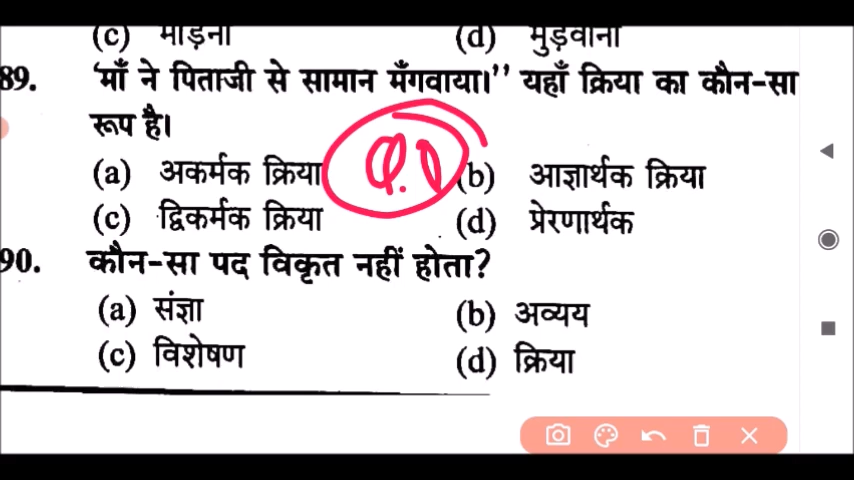 (c) मोड़ना (d) मुड़वाना
89. ‘माँ ने पिताजी से सामान मँगवाया।” यहाँ क्रिया का कौन-सा
रूप है।
(a) अकर्मक क्रिया (b) आज्ञार्थक क्रिया
(c) द्विकर्मक क्रिया (d) प्रेरणार्थक
90. कौन-सा पद विकृत नहीं होता?
(a) संज्ञा (b) अव्यय
(c) विशेषण (d) क्रिया